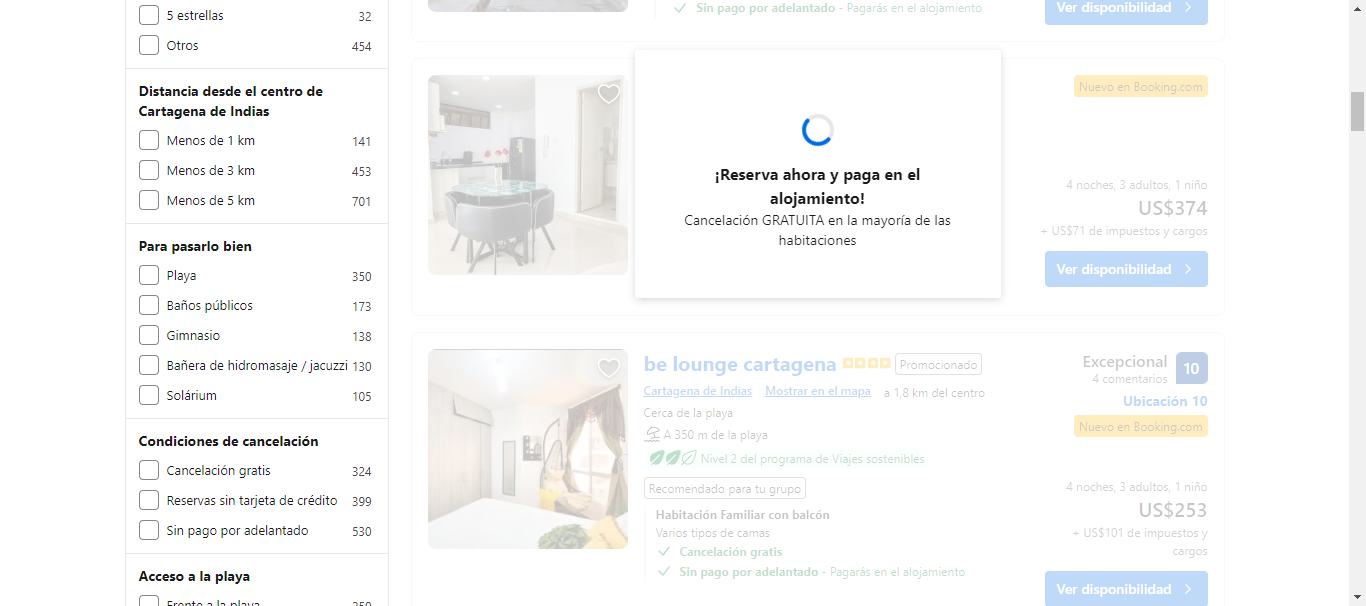 5 estrellas 32
Otros 454
Distancia desde el centro de
Cartagena de Indias
Menos de 1 km 141
Menos de 3 km 453
Menos de 5 km 701
Para pasarlo bien
Playa 350
Baños públicos 173
Gimnasio 138
Bañera de hidromasaje / jacuzzi 130
Solárium 105
Condiciones de cancelación
Cancelación gratis 324
Reservas sin tarjeta de crédito 399
Sin pago por adelantado 530
Acceso a la playa
Frente a la playa 259
Sin pago por adelantado - Pagarás en el alojamiento
Ver disponibilidad
¡Reserva ahora y paga en el
alojamiento!
Cancelación GRATUITA en la mayoría de las
habitaciones
Nuevo en Booking.com
4 noches, 3 adultos, 1 niño
US$374
+ US$71 de impuestos y cargos
Ver disponibilidad
be lounge cartagena Promocionado
Cartagena de Indias Mostrar en el mapa a 1,8 km del centro
Cerca de la playa
A 350 m de la playa
Nivel 2 del programa de Viajes sostenibles
Recomendado para tu grupo
Habitación Familiar con balcón
Varios tipos de camas
Cancelación gratis
Sin pago por adelantado - Pagarás en el alojamiento
Excepcional 10
4 comentarios
Ubicación 10
Nuevo en Booking.com
4 noches, 3 adultos, 1 niño
US$253
+ US$101 de impuestos y
cargos
Ver disponibilidad